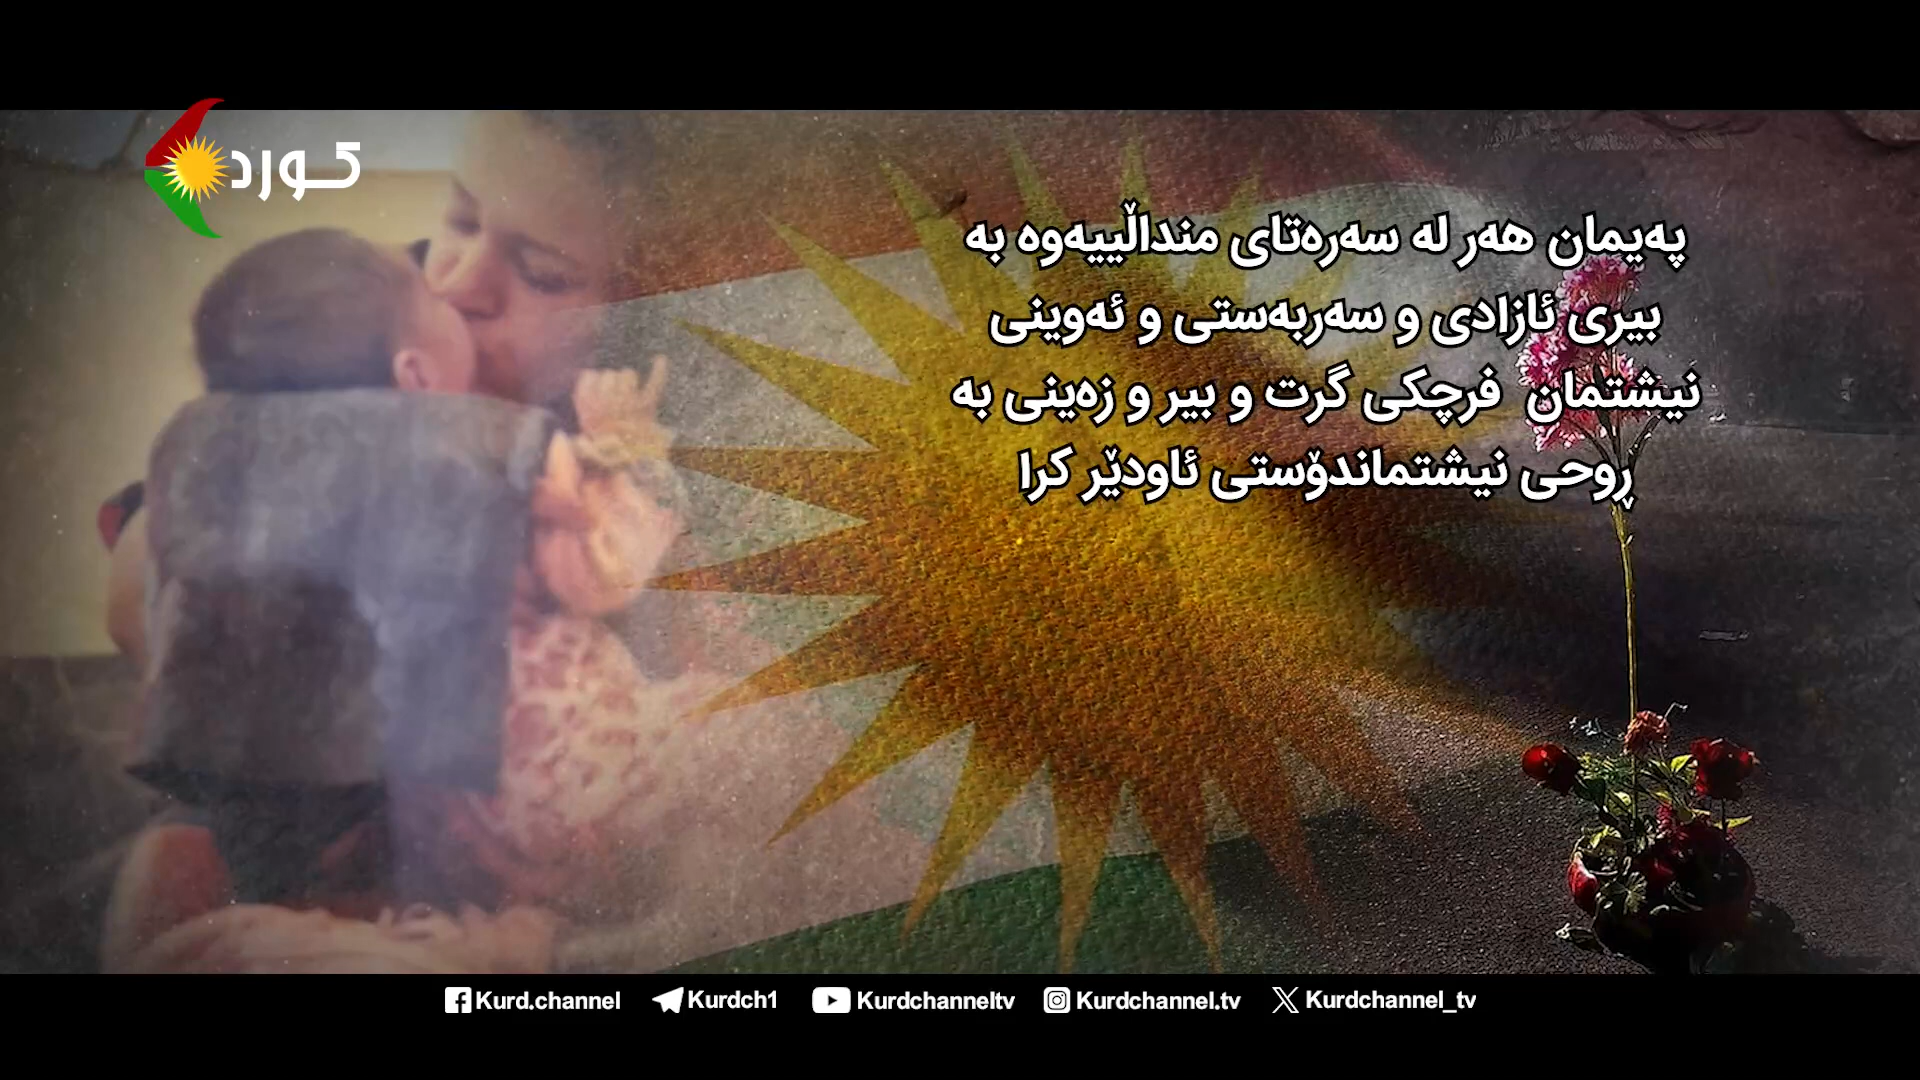 کورد
پەیمان هەر لە سەرەتای منداڵییەوە بە
بیری ئازادی و سەربەستی و ئەوینی
نیشتمان فرچکی گرت و بیر و زەینی بە
ڕوحی نیشتماندۆستی ئاودێر کرا
Kurd.channel Kurdch1 Kurdchanneltv Kurdchannel.tv Kurdchannel_tv